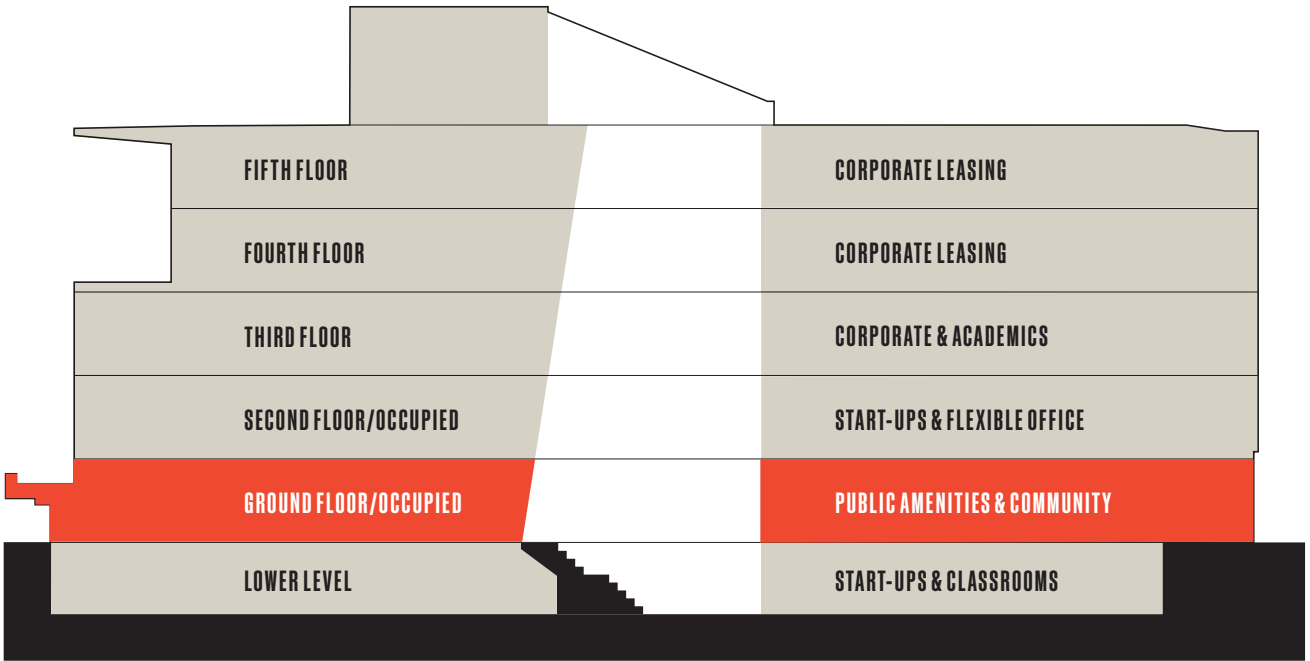 FIFTH FLOOR
CORPORATE LEASING
FOURTH FLOOR
CORPORATE LEASING
THIRD FLOOR
CORPORATE & ACADEMICS
SECOND FLOOR/OCCUPIED
START-UPS & FLEXIBLE OFFICE
GROUND FLOOR/OCCUPIED
PUBLIC AMENITIES & COMMUNITY
LOWER LEVEL
START-UPS & CLASSROOMS